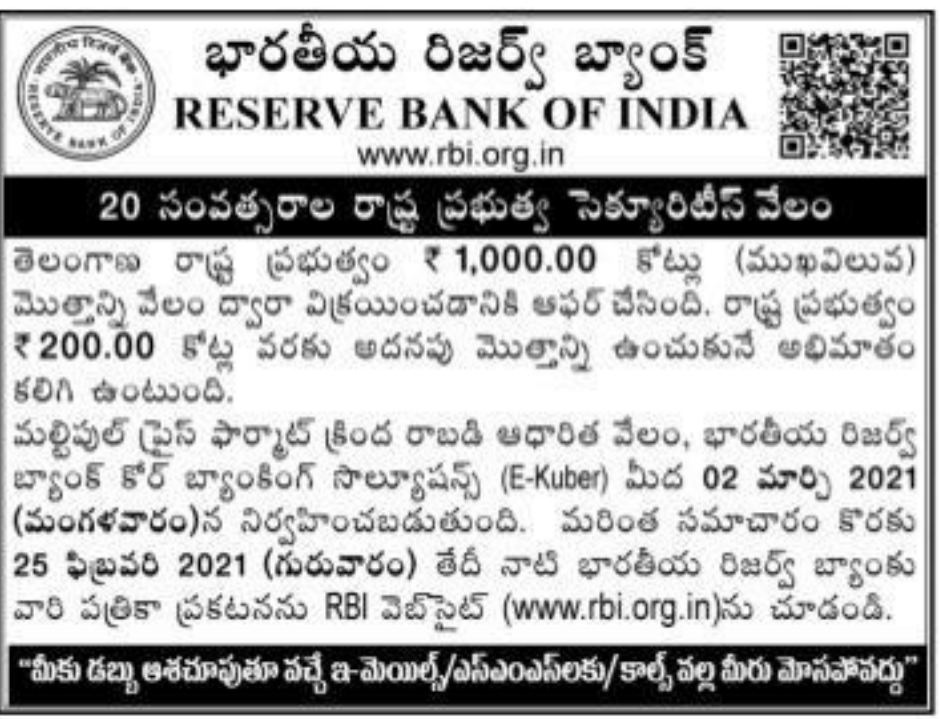 భారతీయ రిజర్వ్ బ్యాంక్
RESERVE BANK OF INDIA
www.rbi.org.in
20 సంవత్సరాల రాష్ట్ర ప్రభుత్వ సెక్యూరిటీస్ వేలం
తెలంగాణ రాష్ట్ర ప్రభుత్వం ₹ 1,000.00 కోట్లు (ముఖవిలువ)
మొత్తాన్ని వేలం ద్వారా విక్రయించడానికి ఆఫర్ చేసింది. రాష్ట్ర ప్రభుత్వం
₹ 200.00 కోట్ల వరకు అదనపు మొత్తాన్ని ఉంచుకునే అభిమాతం
కలిగి ఉంటుంది.
మల్టిపుల్ ప్రైస్ ఫార్మాట్ క్రింద రాబడి ఆధారిత వేలం, భారతీయ రిజర్వ్
బ్యాంక్ కోర్ బ్యాంకింగ్ సొల్యూషన్స్ (E-Kuber) మీద 02 మార్చి 2021
(మంగళవారం)న నిర్వహించబడుతుంది. మరింత సమాచారం కొరకు
25 ఫిబ్రవరి 2021 (గురువారం) తేదీ నాటి భారతీయ రిజర్వ్ బ్యాంకు
వారి పత్రికా ప్రకటనను RBI వెబ్‌సైట్ (www.rbi.org.in)ను చూడండి.
"మీకు డబ్బు ఆశచూపుతూ వచ్చే ఇ-మెయిల్స్/ఎస్ఎంఎస్‌లకు/కాల్స్ వల్ల మీరు మోసపోవద్దు"